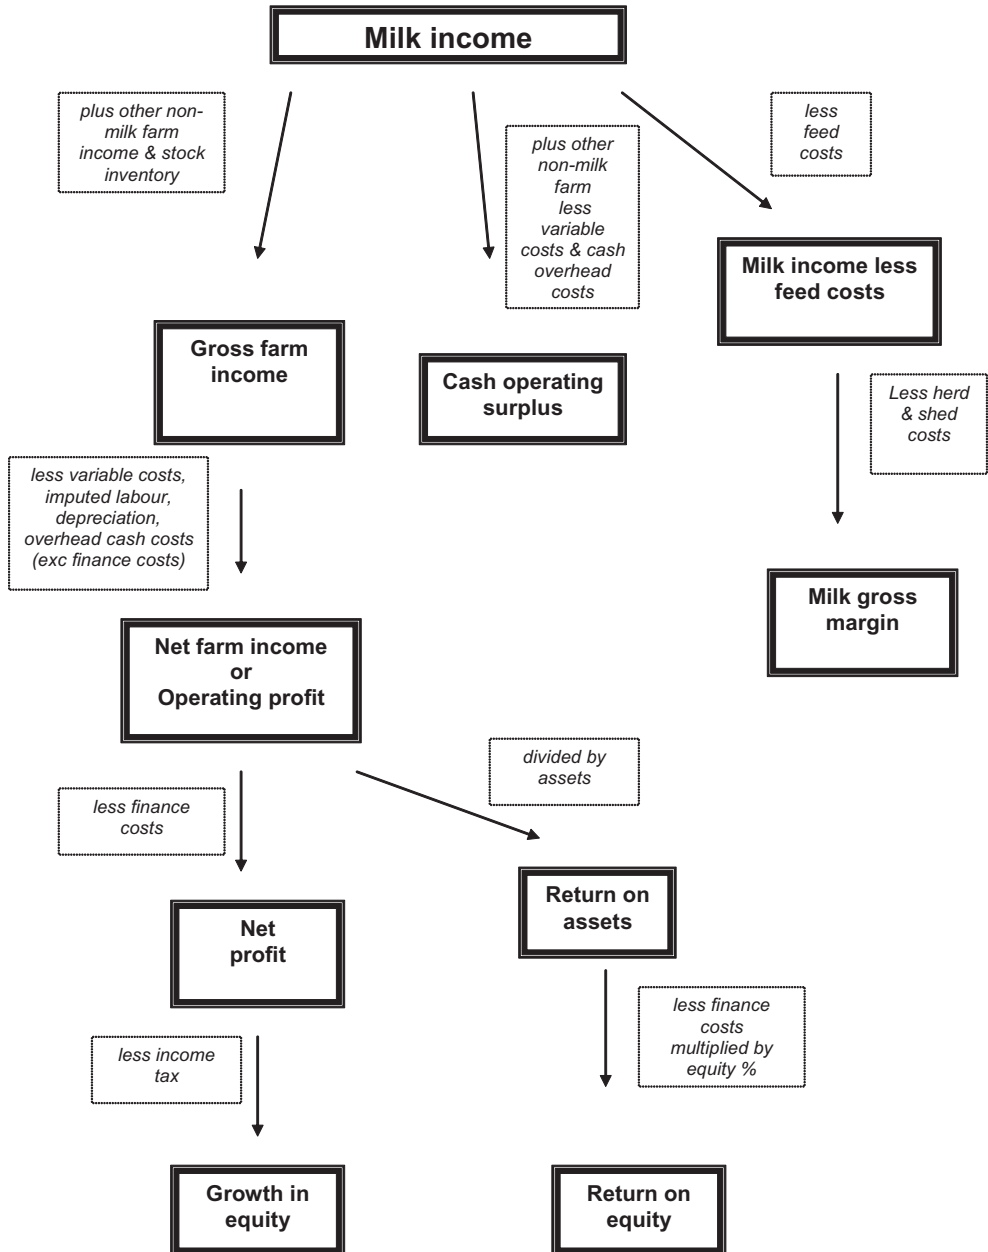 Milk income
plus other non-
milk farm
income & stock
inventory
plus other
non-milk
farm
less
variable
costs & cash
overhead
costs
less
feed
costs
Milk income less
feed costs
Gross farm
income
Cash operating
surplus
Less herd
& shed
costs
less variable costs,
imputed labour,
depreciation,
overhead cash costs
(exc finance costs)
Milk gross
margin
Net farm income
or
Operating profit
divided by
assets
less finance
costs
Return on
assets
Net
profit
less finance
costs
multiplied by
equity %
less income
tax
Growth in
equity
Return on
equity